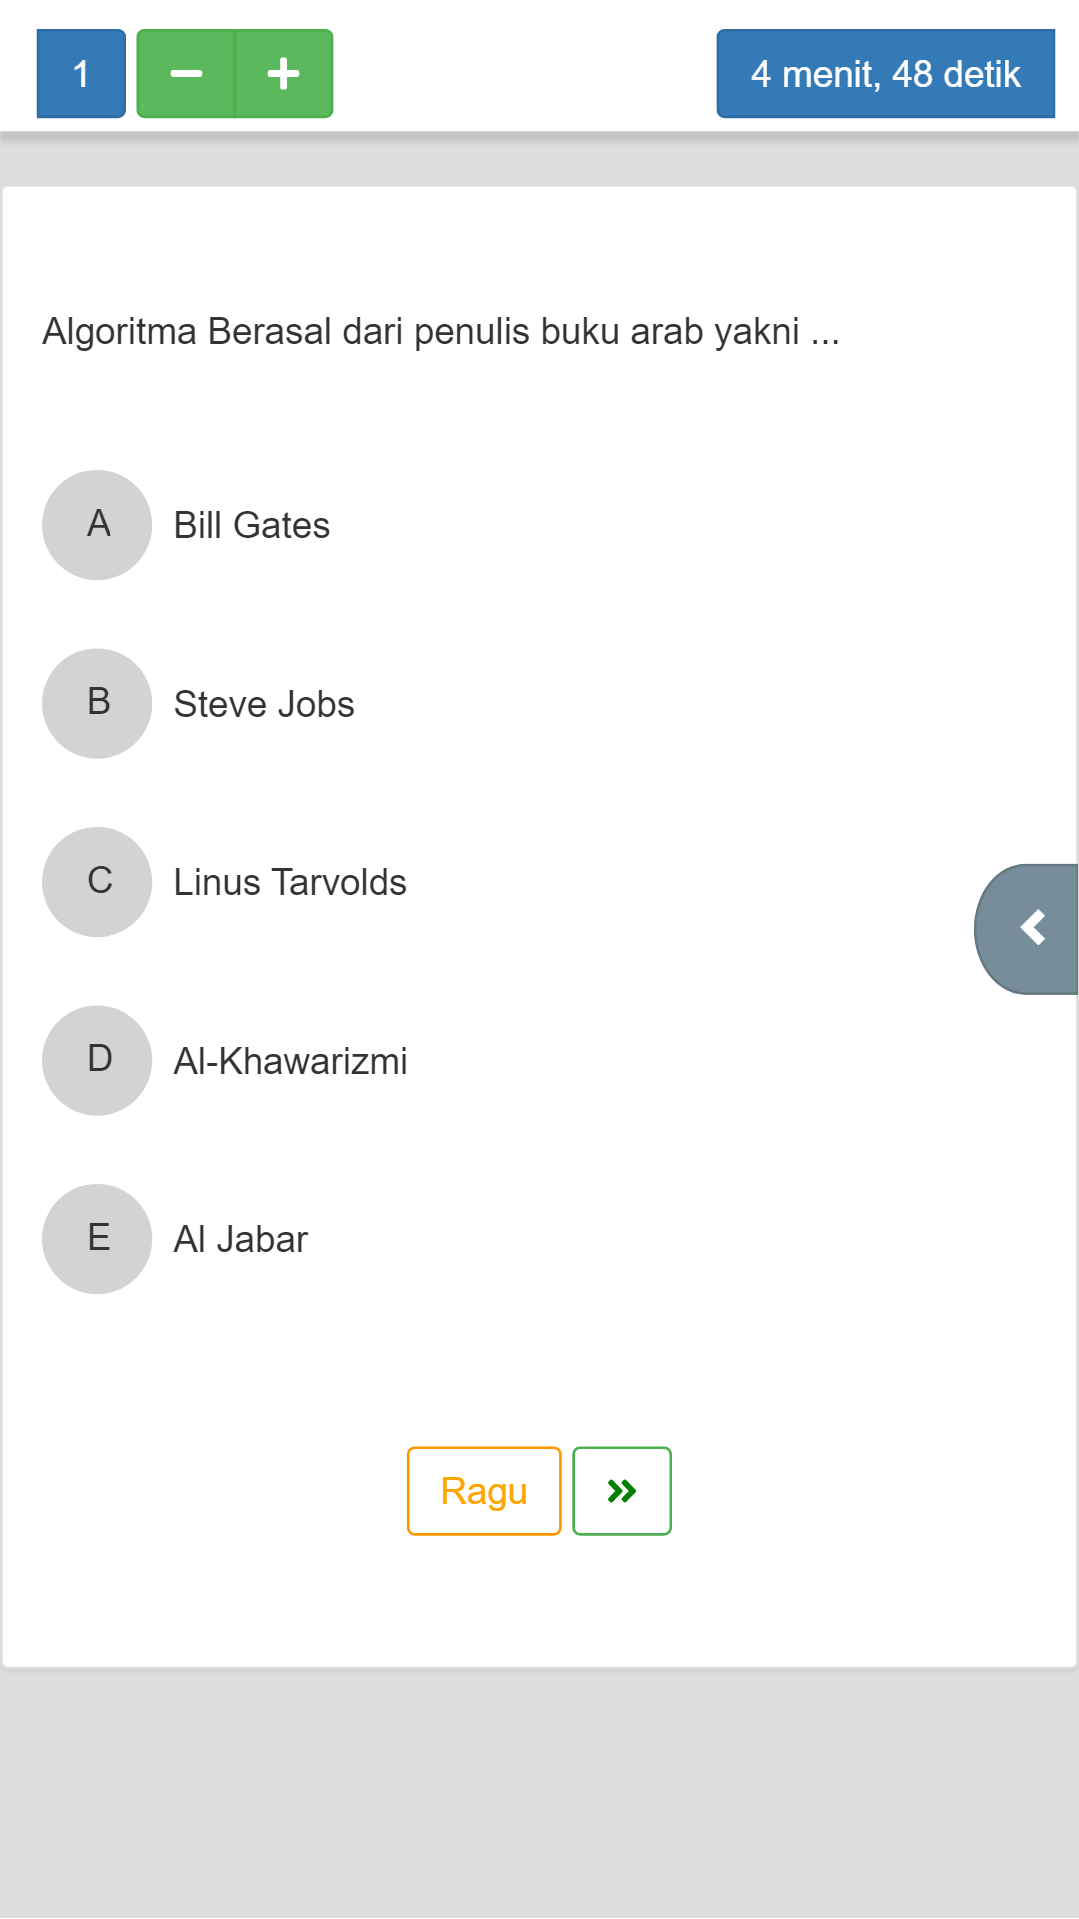 1
4 menit, 48 detik
Algoritma Berasal dari penulis buku arab yakni ...
A Bill Gates
B Steve Jobs
C Linus Tarvolds
D Al-Khawarizmi
E Al Jabar
Ragu